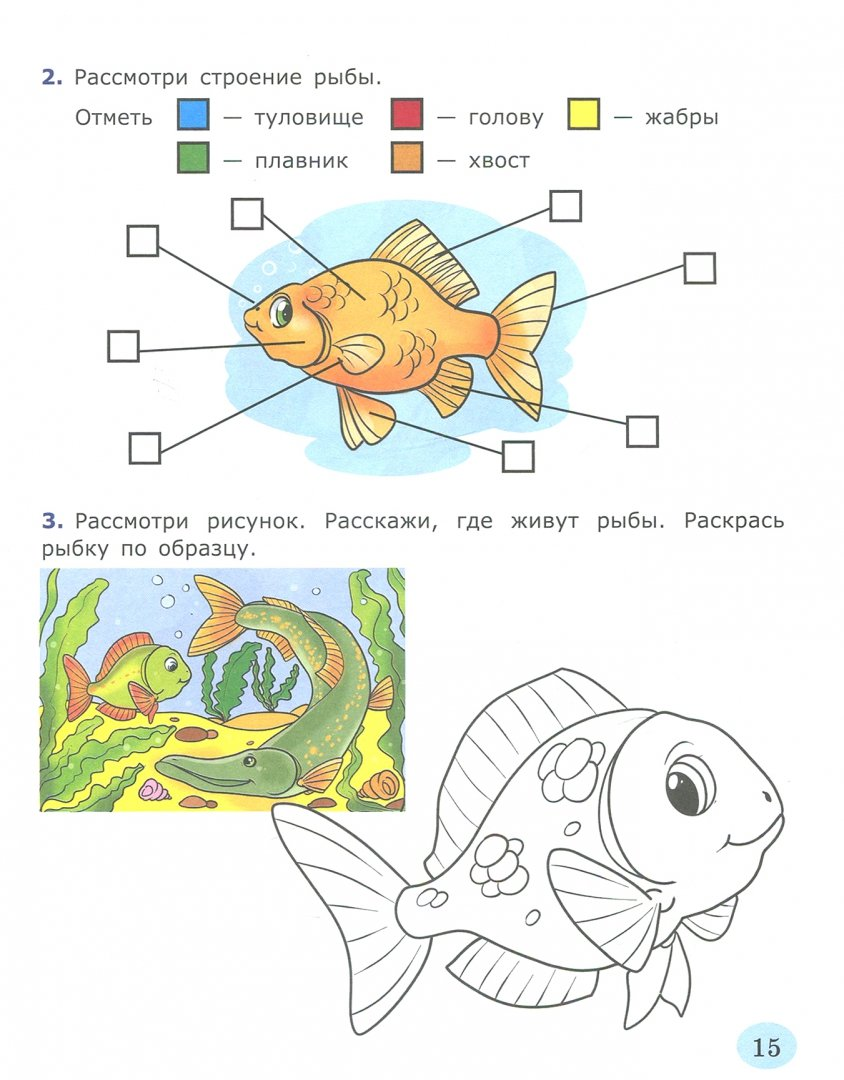 2. Рассмотри строение рыбы.
Отметь — туловище — голову — жабры
— плавник — хвост
3. Рассмотри рисунок. Расскажи, где живут рыбы. Раскрась
рыбку по образцу.
15